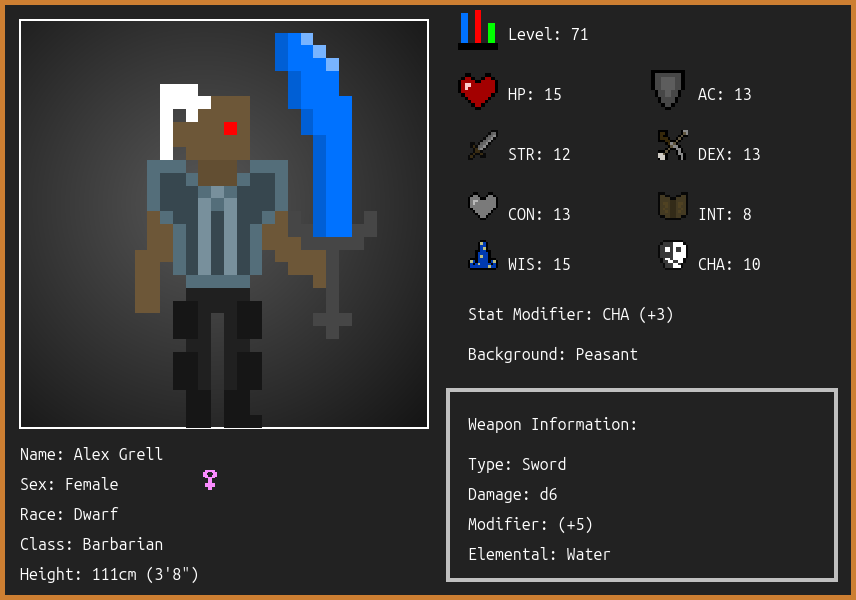 Level: 71
HP: 15
AC: 13
STR: 12
DEX: 13
CON: 13
INT: 8
WIS: 15
CHA: 10
Stat Modifier: CHA (+3)
Background: Peasant
Weapon Information:
Type: Sword
Damage: d6
Modifier: (+5)
Elemental: Water
Name: Alex Grell
Sex: Female
Race: Dwarf
Class: Barbarian
Height: 111cm (3'8")